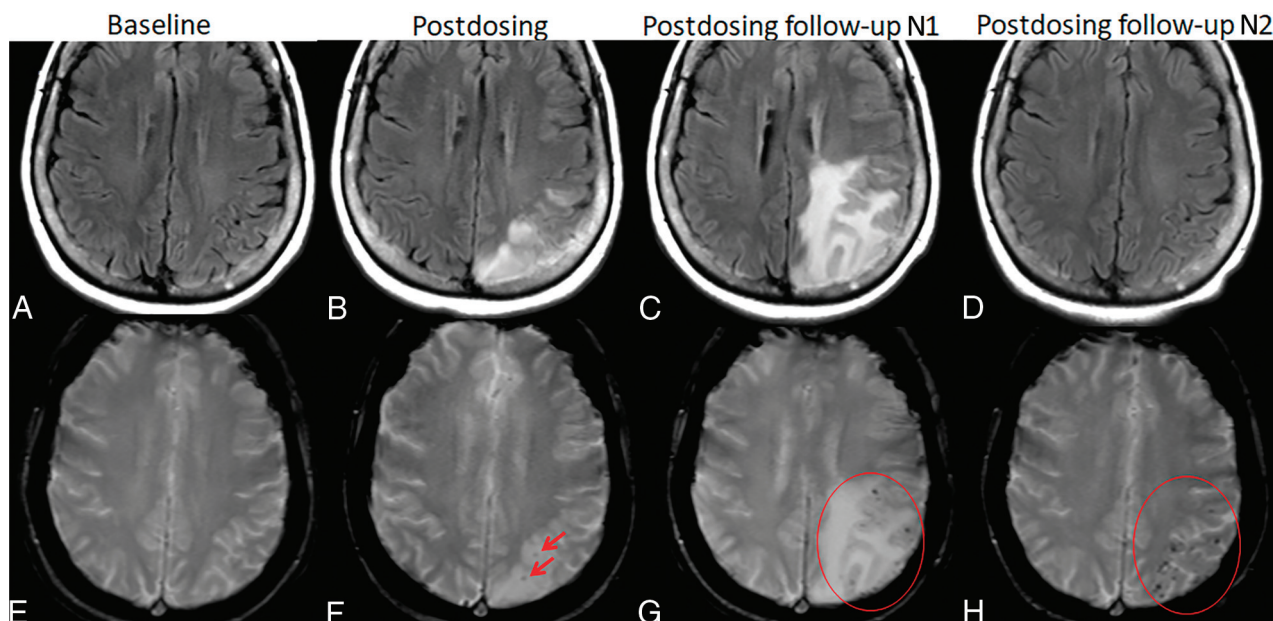 Baseline
Postdosing
Postdosing follow-up N1
Postdosing follow-up N2
A
B
C
D
E
F
G
H